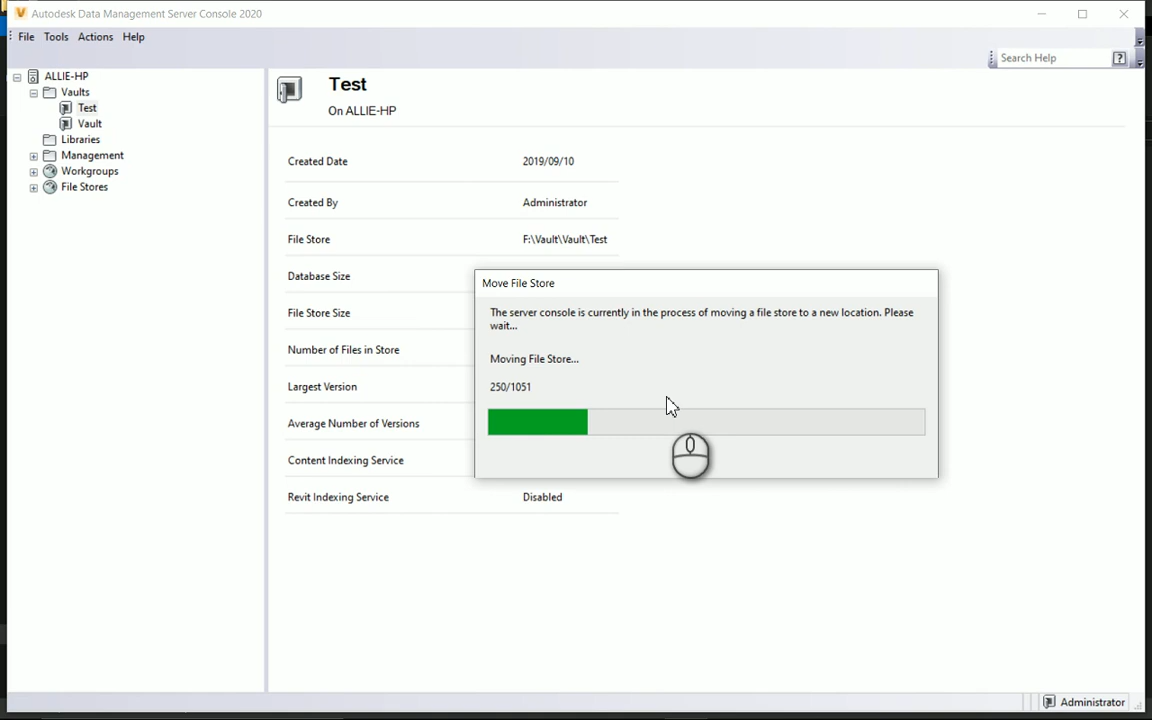 Autodesk Data Management Server Console 2020
File Tools Actions Help
Search Help ?
ALLIE-HP
Vaults
Test
Vault
Libraries
Management
Workgroups
File Stores
Test
On ALLIE-HP
Created Date 2019/09/10
Created By Administrator
File Store F:\Vault\Vault\Test
Database Size
File Store Size
Number of Files in Store
Largest Version
Average Number of Versions
Content Indexing Service
Revit Indexing Service Disabled
Move File Store
The server console is currently in the process of moving a file store to a new location. Please
wait...
Moving File Store...
250/1051
Administrator